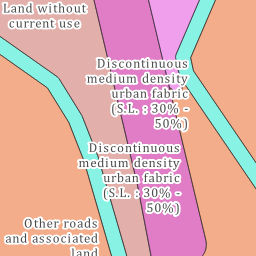 Land without
current use
Discontinuous
medium density
urban fabric
(S.L. : 30% -
50%)
Discontinuous
medium density
urban fabric
(S.L. : 30% -
50%)
Other roads
and associated
land